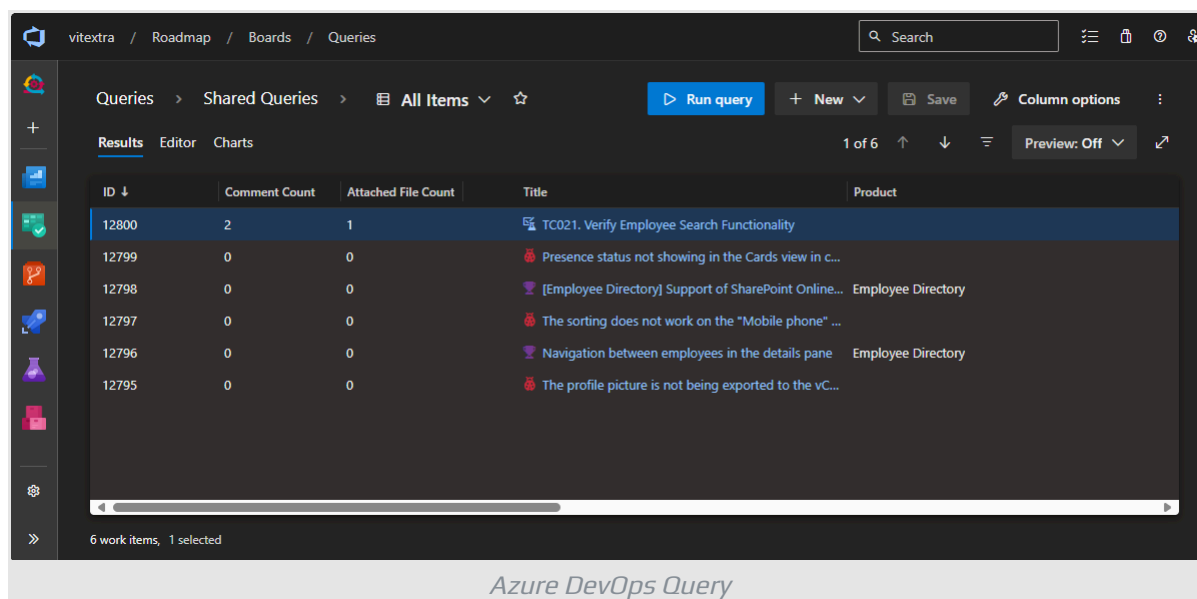 vitextra / Roadmap / Boards / Queries Search
Queries > Shared Queries > All Items
Run query + New Save Column options
Results Editor Charts 1 of 6 Preview: Off
ID ↓ Comment Count Attached File Count Title Product
12800 2 1 TC021. Verify Employee Search Functionality
12799 0 0 Presence status not showing in the Cards view in c...
12798 0 0 [Employee Directory] Support of SharePoint Online... Employee Directory
12797 0 0 The sorting does not work on the "Mobile phone" ...
12796 0 0 Navigation between employees in the details pane Employee Directory
12795 0 0 The profile picture is not being exported to the vC...
6 work items, 1 selected
Azure DevOps Query